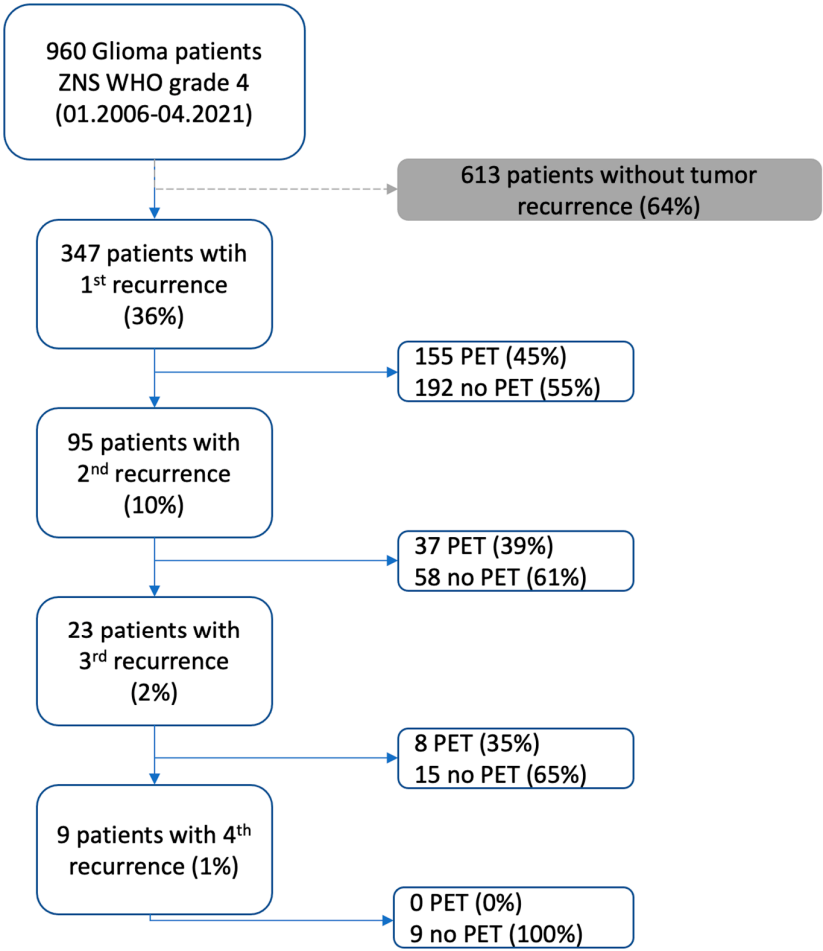 960 Glioma patients
ZNS WHO grade 4
(01.2006-04.2021)
613 patients without tumor
recurrence (64%)
347 patients wtih
1st recurrence
(36%)
155 PET (45%)
192 no PET (55%)
95 patients with
2nd recurrence
(10%)
37 PET (39%)
58 no PET (61%)
23 patients with
3rd recurrence
(2%)
8 PET (35%)
15 no PET (65%)
9 patients with 4th
recurrence (1%)
0 PET (0%)
9 no PET (100%)